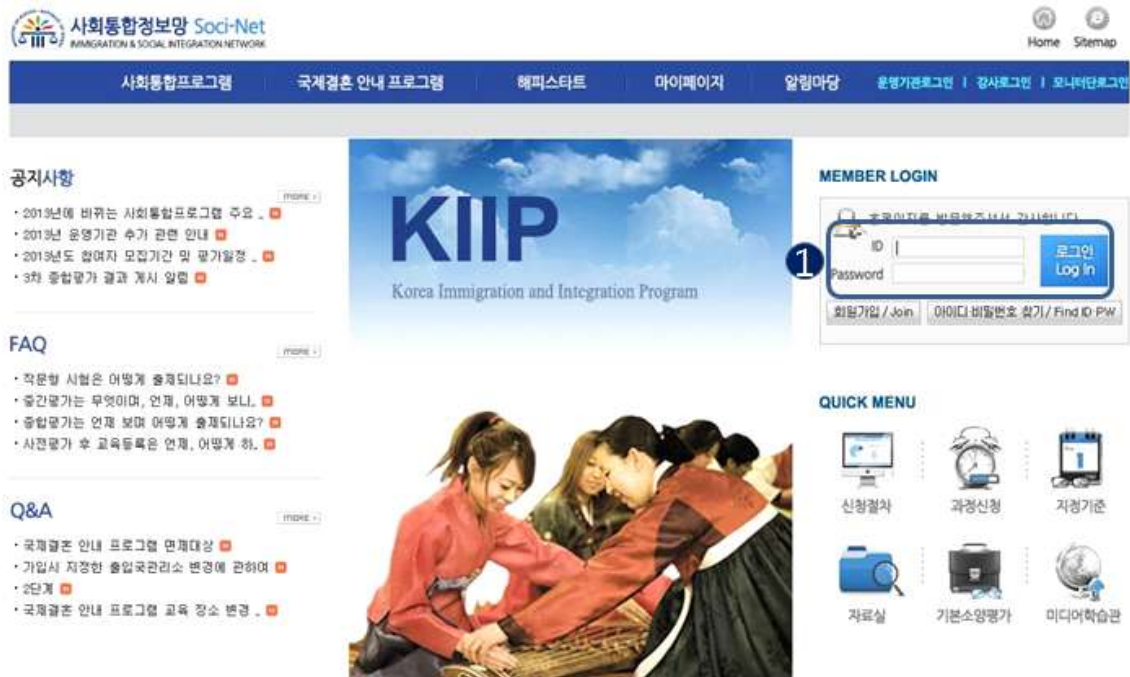 사회통합정보망 Soci-Net
IMMIGRATION & SOCIAL INTEGRATION NETWORK
Home Sitemap
사회통합프로그램 국제결혼 안내 프로그램 해피스타트 마이페이지 알림마당 운영기관로그인 | 강사로그인 | 모니터단로그인
공지사항
more
· 2013년에 바뀌는 사회통합프로그램 주요 ..
· 2013년 운영기관 추가 관련 안내
· 2013년도 참여자 모집기간 및 평가일정 ..
· 3차 종합평가 결과 게시 알림
FAQ
more
· 작문형 시험은 어떻게 출제되나요?
· 중간평가는 무엇이며, 언제, 어떻게 보니..
· 종합평가는 언제 보며 어떻게 출제되나요?
· 사전평가 후 교육등록은 언제, 어떻게 하..
Q&A
more
· 국제결혼 안내 프로그램 면제대상
· 가입시 지정한 출입국관리소 변경에 관하여
· 2단계
· 국제결혼 안내 프로그램 교육 장소 변경 ..
KIIP
Korea Immigration and Integration Program
MEMBER LOGIN
홈페이지를 방문해주셔서 감사합니다
1
ID
Password
로그인
Log In
회원가입 / Join 아이디 비밀번호 찾기 / Find ID·PW
QUICK MENU
신청절차 과정신청 지정기준
자료실 기본소양평가 미디어학습관